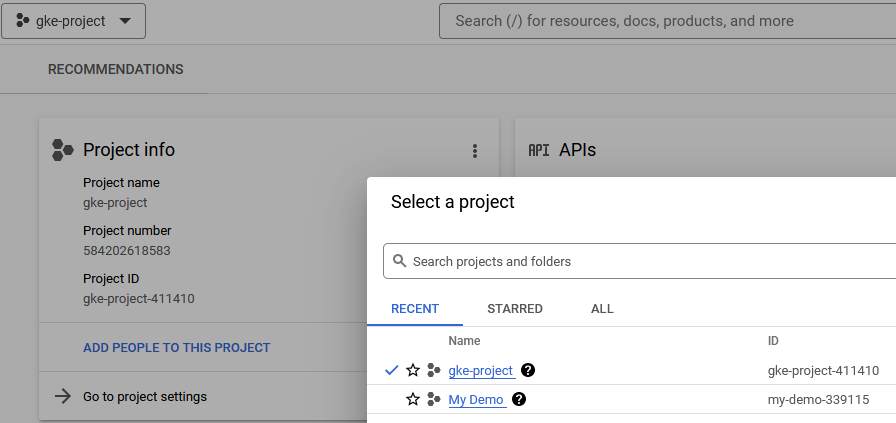 gke-project
Search (/) for resources, docs, products, and more
RECOMMENDATIONS
Project info
Project name
gke-project
Project number
584202618583
Project ID
gke-project-411410
ADD PEOPLE TO THIS PROJECT
Go to project settings
API APIs
Select a project
Search projects and folders
RECENT STARRED ALL
Name ID
gke-project ? gke-project-411410
My Demo ? my-demo-339115